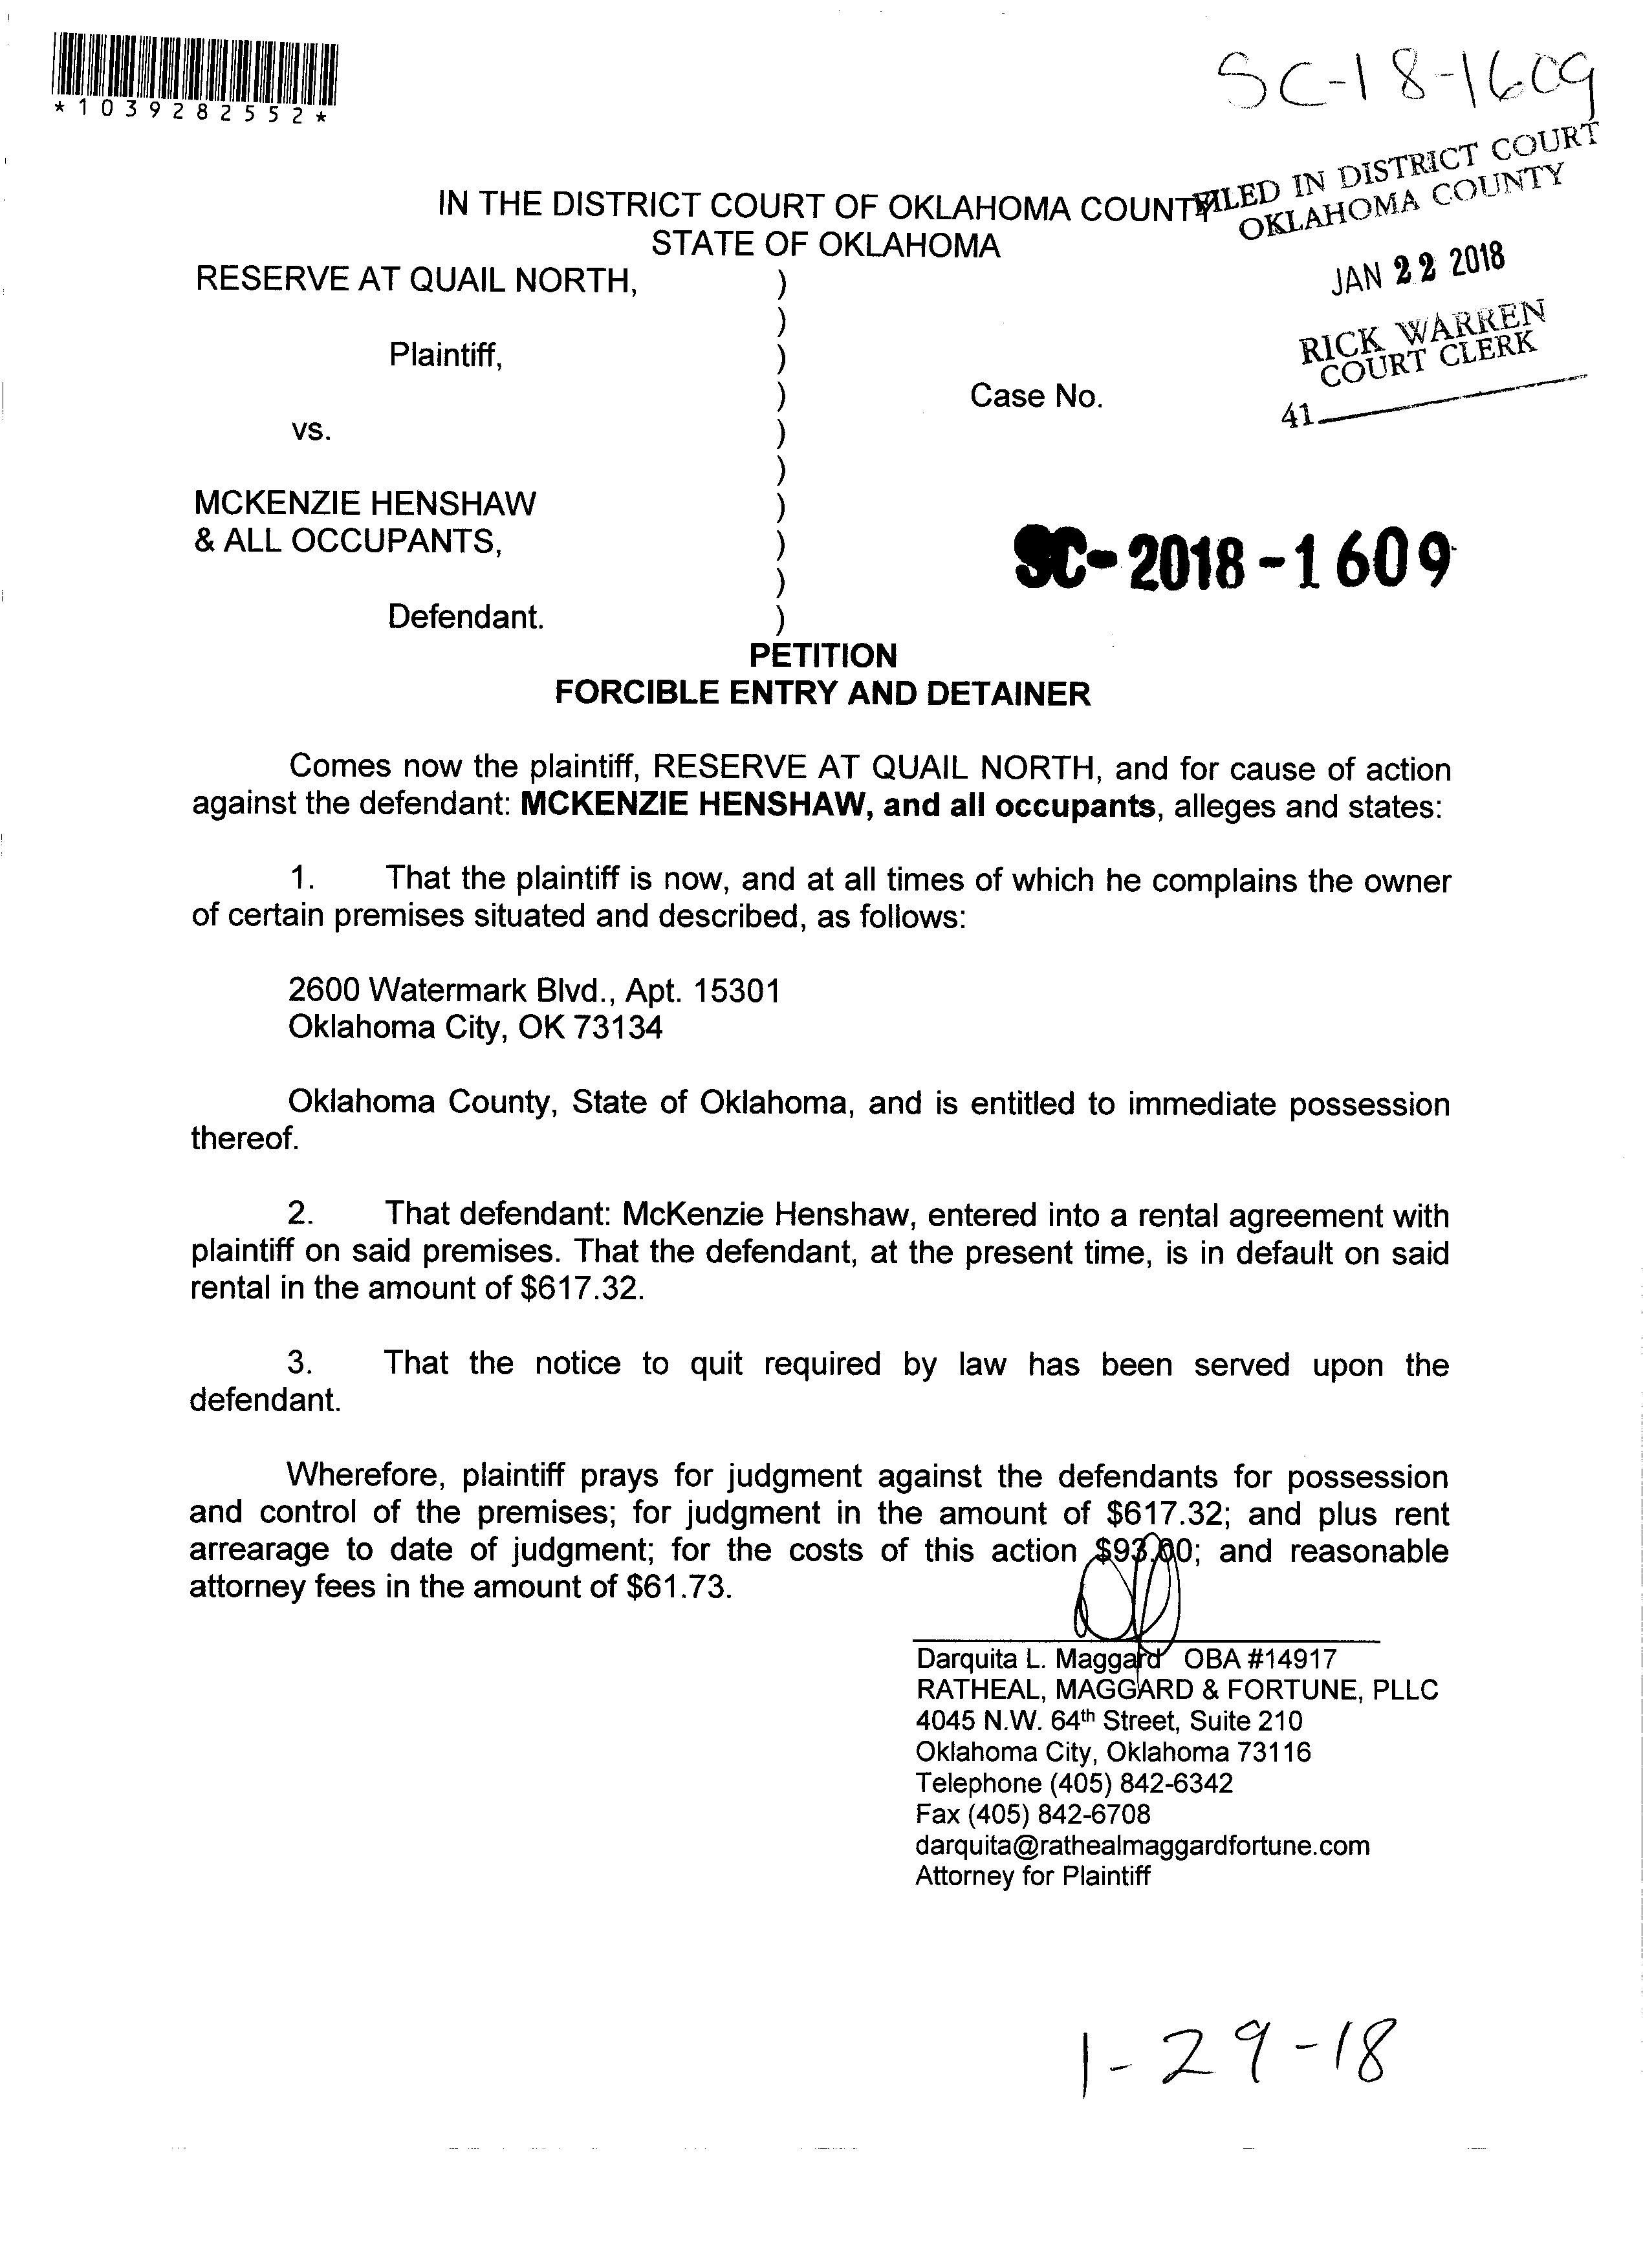 *1039282552*
SC-18-1609
IN THE DISTRICT COURT OF OKLAHOMA COUNTY
STATE OF OKLAHOMA
FILED IN DISTRICT COURT
OKLAHOMA COUNTY
JAN 22 2018
RICK WARREN
COURT CLERK
41
RESERVE AT QUAIL NORTH, )
)
Plaintiff, )
) Case No.
vs. )
)
MCKENZIE HENSHAW )
& ALL OCCUPANTS, ) SC-2018-1609
)
Defendant. )
PETITION
FORCIBLE ENTRY AND DETAINER
Comes now the plaintiff, RESERVE AT QUAIL NORTH, and for cause of action
against the defendant: MCKENZIE HENSHAW, and all occupants, alleges and states:
1. That the plaintiff is now, and at all times of which he complains the owner
of certain premises situated and described, as follows:
2600 Watermark Blvd., Apt. 15301
Oklahoma City, OK 73134
Oklahoma County, State of Oklahoma, and is entitled to immediate possession
thereof.
2. That defendant: McKenzie Henshaw, entered into a rental agreement with
plaintiff on said premises. That the defendant, at the present time, is in default on said
rental in the amount of $617.32.
3. That the notice to quit required by law has been served upon the
defendant.
Wherefore, plaintiff prays for judgment against the defendants for possession
and control of the premises; for judgment in the amount of $617.32; and plus rent
arrearage to date of judgment; for the costs of this action $93.00; and reasonable
attorney fees in the amount of $61.73.
Darquita L. Maggard OBA #14917
RATHEAL, MAGGARD & FORTUNE, PLLC
4045 N.W. 64th Street, Suite 210
Oklahoma City, Oklahoma 73116
Telephone (405) 842-6342
Fax (405) 842-6708
darquita@rathealmaggardfortune.com
Attorney for Plaintiff
1-29-18